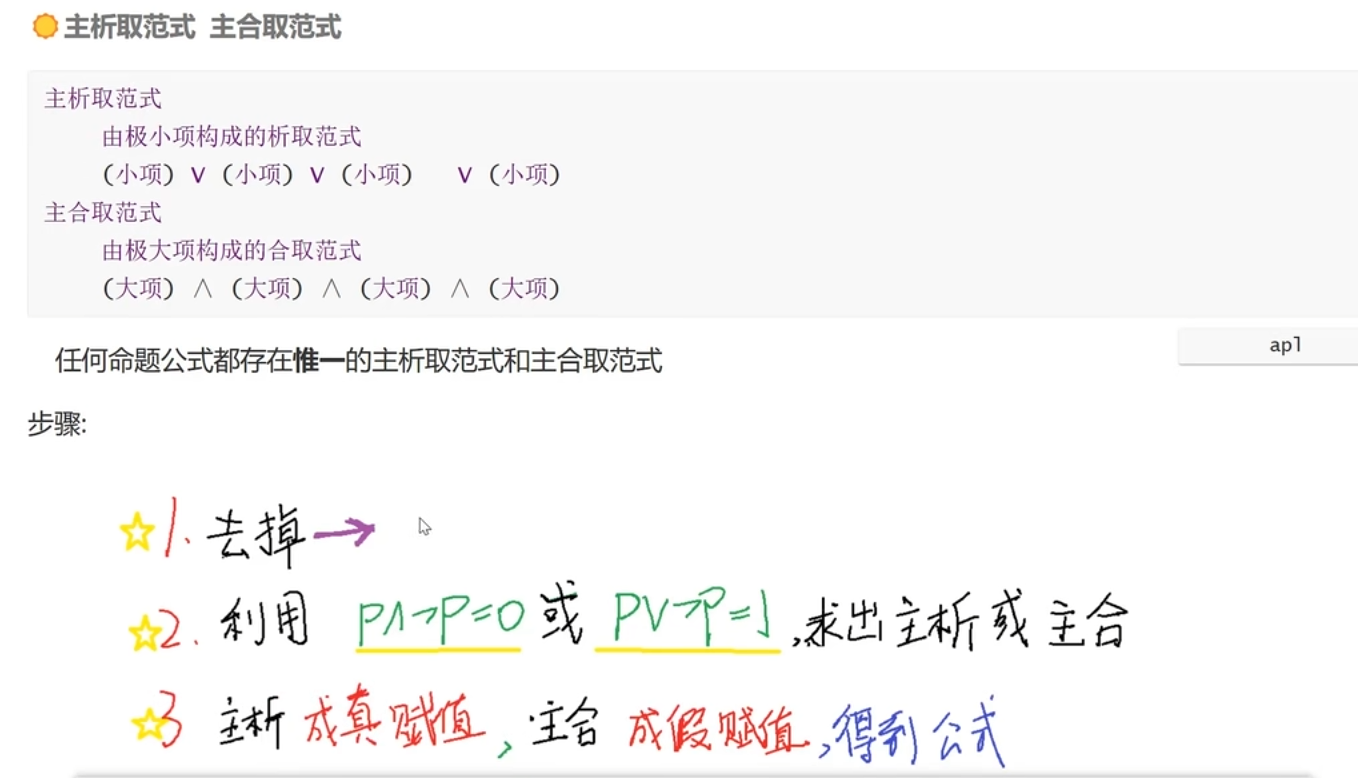 主析取范式 主合取范式
主析取范式
由极小项构成的析取范式
(小项) ∨ (小项) ∨ (小项) ∨ (小项)
主合取范式
由极大项构成的合取范式
(大项) ∧ (大项) ∧ (大项) ∧ (大项)
apl
任何命题公式都存在惟一的主析取范式和主合取范式
步骤:
1. 去掉→
2. 利用 P∧¬P=0 或 P∨¬P=1,求出主析或主合
3 主析成真赋值,主合成假赋值,得到公式